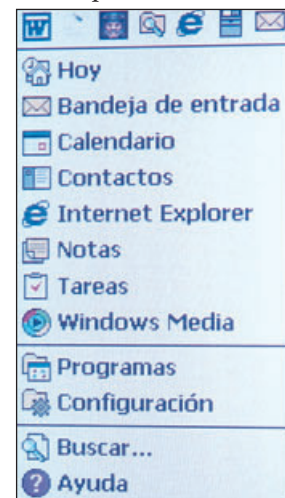 Hoy
Bandeja de entrada
Calendario
Contactos
Internet Explorer
Notas
Tareas
Windows Media
Programas
Configuración
Buscar...
Ayuda